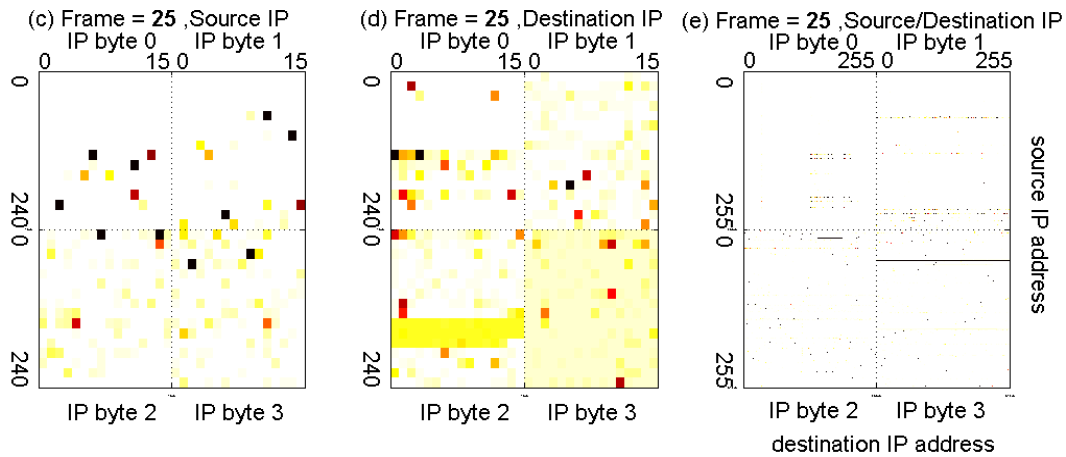 (c) Frame = 25 ,Source IP
IP byte 0 IP byte 1
0 15 0 15
0
240
0
240
IP byte 2 IP byte 3
(d) Frame = 25 ,Destination IP
IP byte 0 IP byte 1
0 15 0 15
0
240
0
240
IP byte 2 IP byte 3
(e) Frame = 25 ,Source/Destination IP
IP byte 0 IP byte 1
0 255 0 255
0
255
0
255
source IP address
IP byte 2 IP byte 3
destination IP address